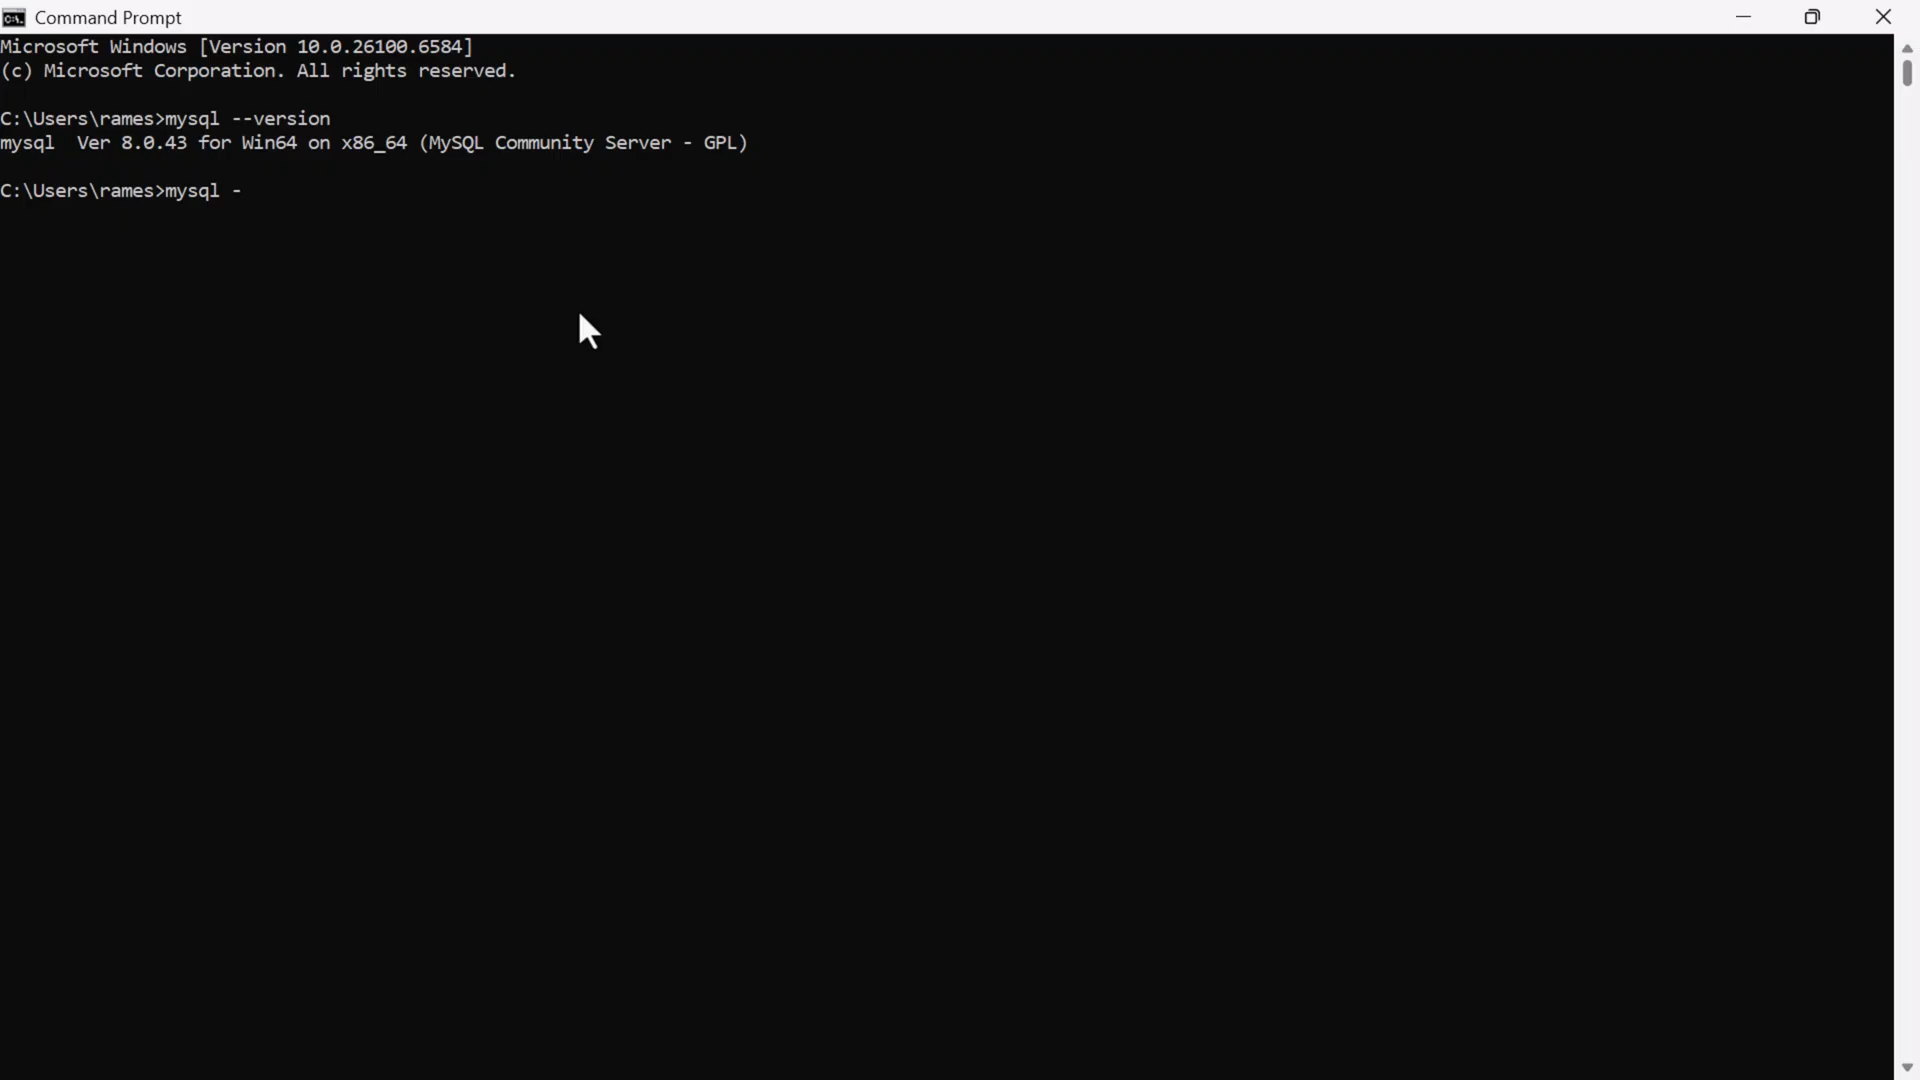 Command Prompt
Microsoft Windows [Version 10.0.26100.6584]
(c) Microsoft Corporation. All rights reserved.
C:\Users\rames>mysql --version
mysql  Ver 8.0.43 for Win64 on x86_64 (MySQL Community Server - GPL)
C:\Users\rames>mysql -